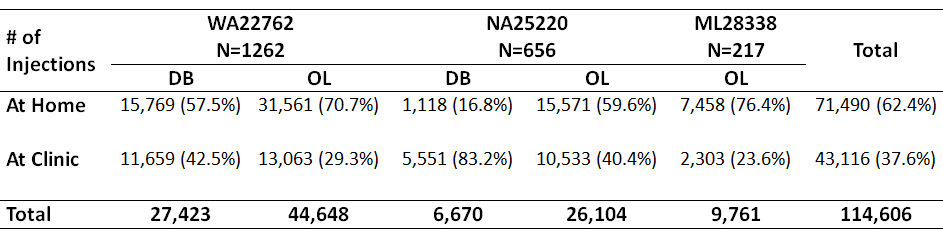 # of Injections WA22762 N=1262 NA25220 N=656 ML28338 N=217 Total
DB OL DB OL OL
At Home 15,769 (57.5%) 31,561 (70.7%) 1,118 (16.8%) 15,571 (59.6%) 7,458 (76.4%) 71,490 (62.4%)
At Clinic 11,659 (42.5%) 13,063 (29.3%) 5,551 (83.2%) 10,533 (40.4%) 2,303 (23.6%) 43,116 (37.6%)
Total 27,423 44,648 6,670 26,104 9,761 114,606